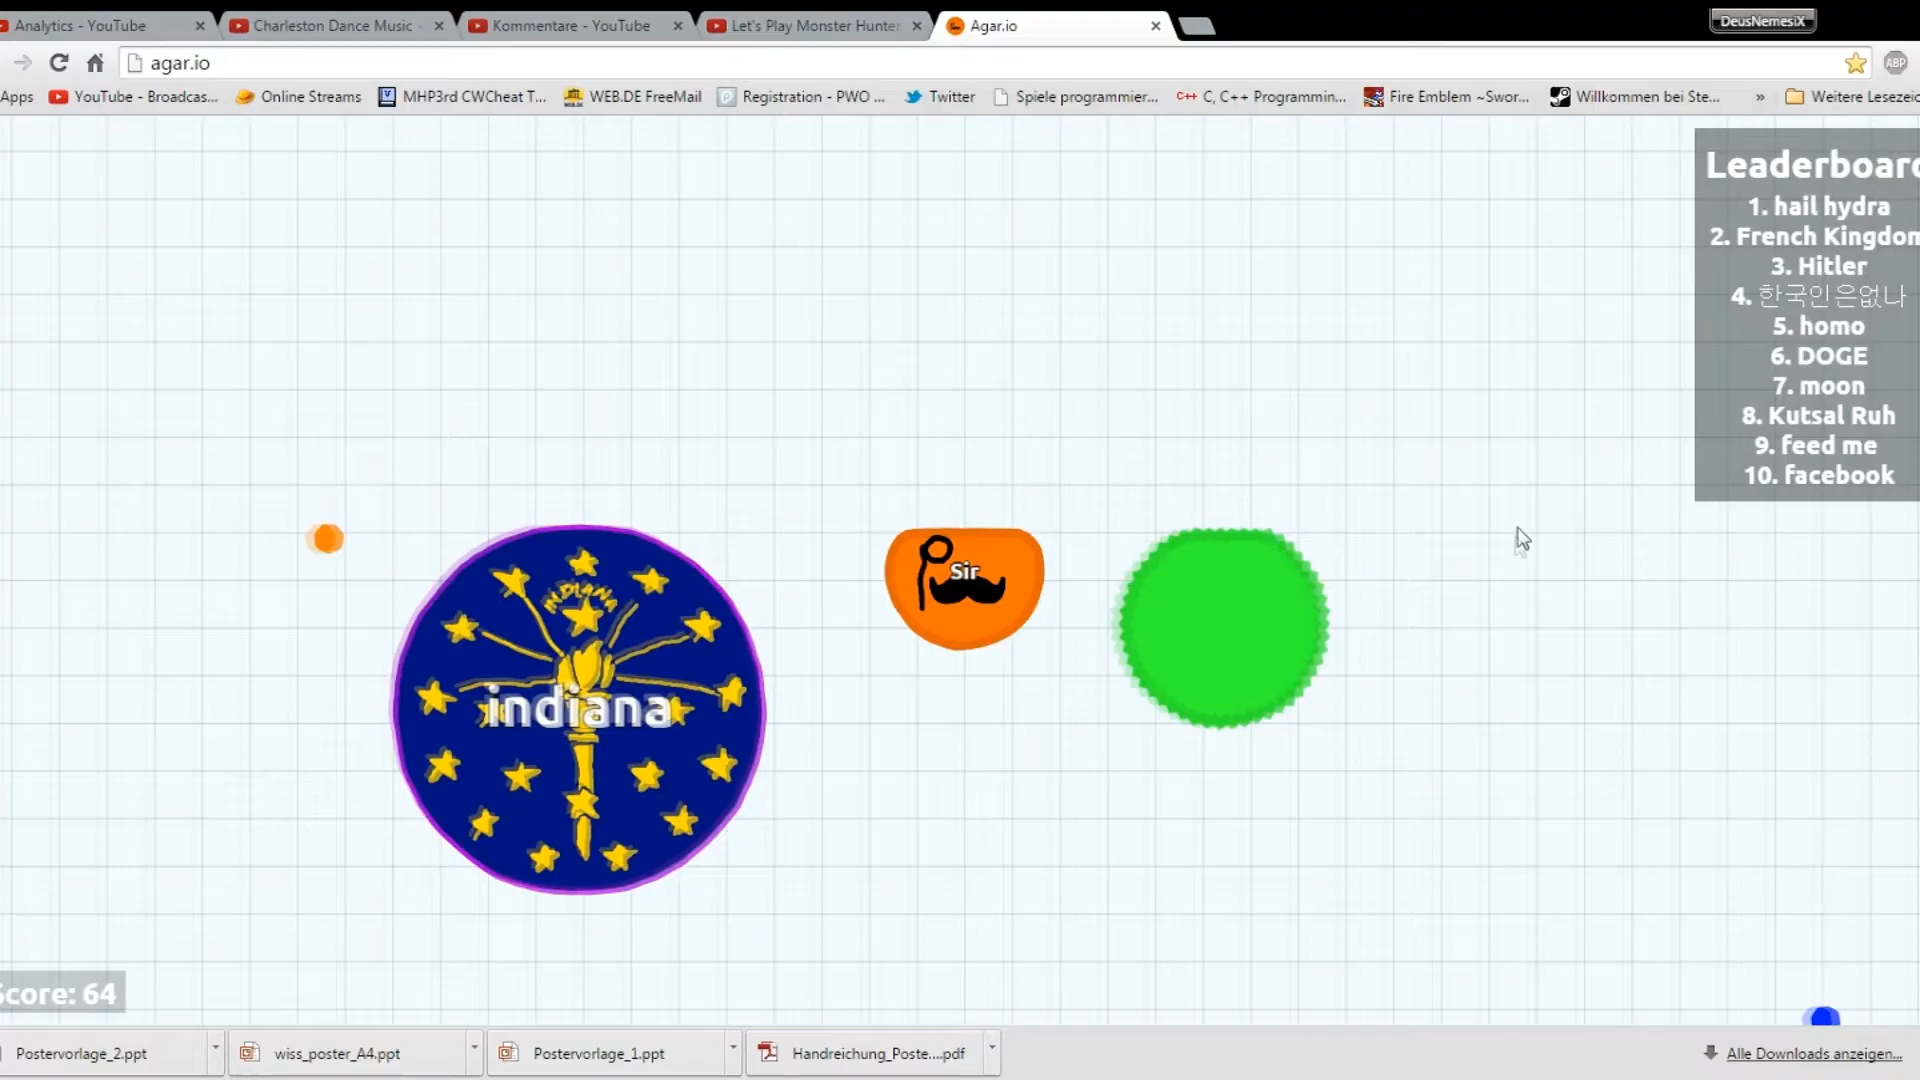 Analytics - YouTube
Charleston Dance Music -
Kommentare - YouTube
Let's Play Monster Hunter
Agar.io
DeusNemesiX
agar.io
ABP
Apps
YouTube - Broadcas...
Online Streams
MHP3rd CWCheat T...
WEB.DE FreeMail
Registration - PWO ...
Twitter
Spiele programmier...
C++ C, C++ Programmin...
Fire Emblem ~Swor...
Willkommen bei Ste...
»
Weitere Lesezeic
Leaderboard
1. hail hydra
2. French Kingdom
3. Hitler
4. 한국인은없나
5. homo
6. DOGE
7. moon
8. Kutsal Ruh
9. feed me
10. facebook
Sir
INDIANA
indiana
Score: 64
Postervorlage_2.ppt
wiss_poster_A4.ppt
Postervorlage_1.ppt
Handreichung_Poste....pdf
Alle Downloads anzeigen...